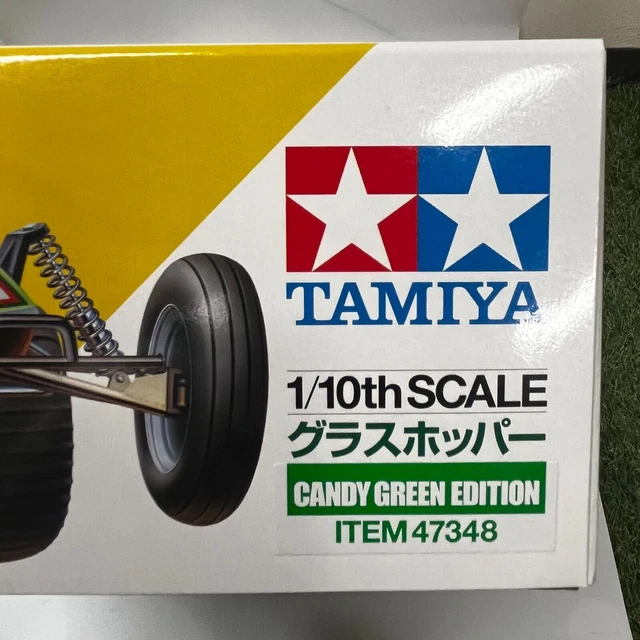 TAMIYA
1/10th SCALE
グラスホッパー
CANDY GREEN EDITION
ITEM 47348